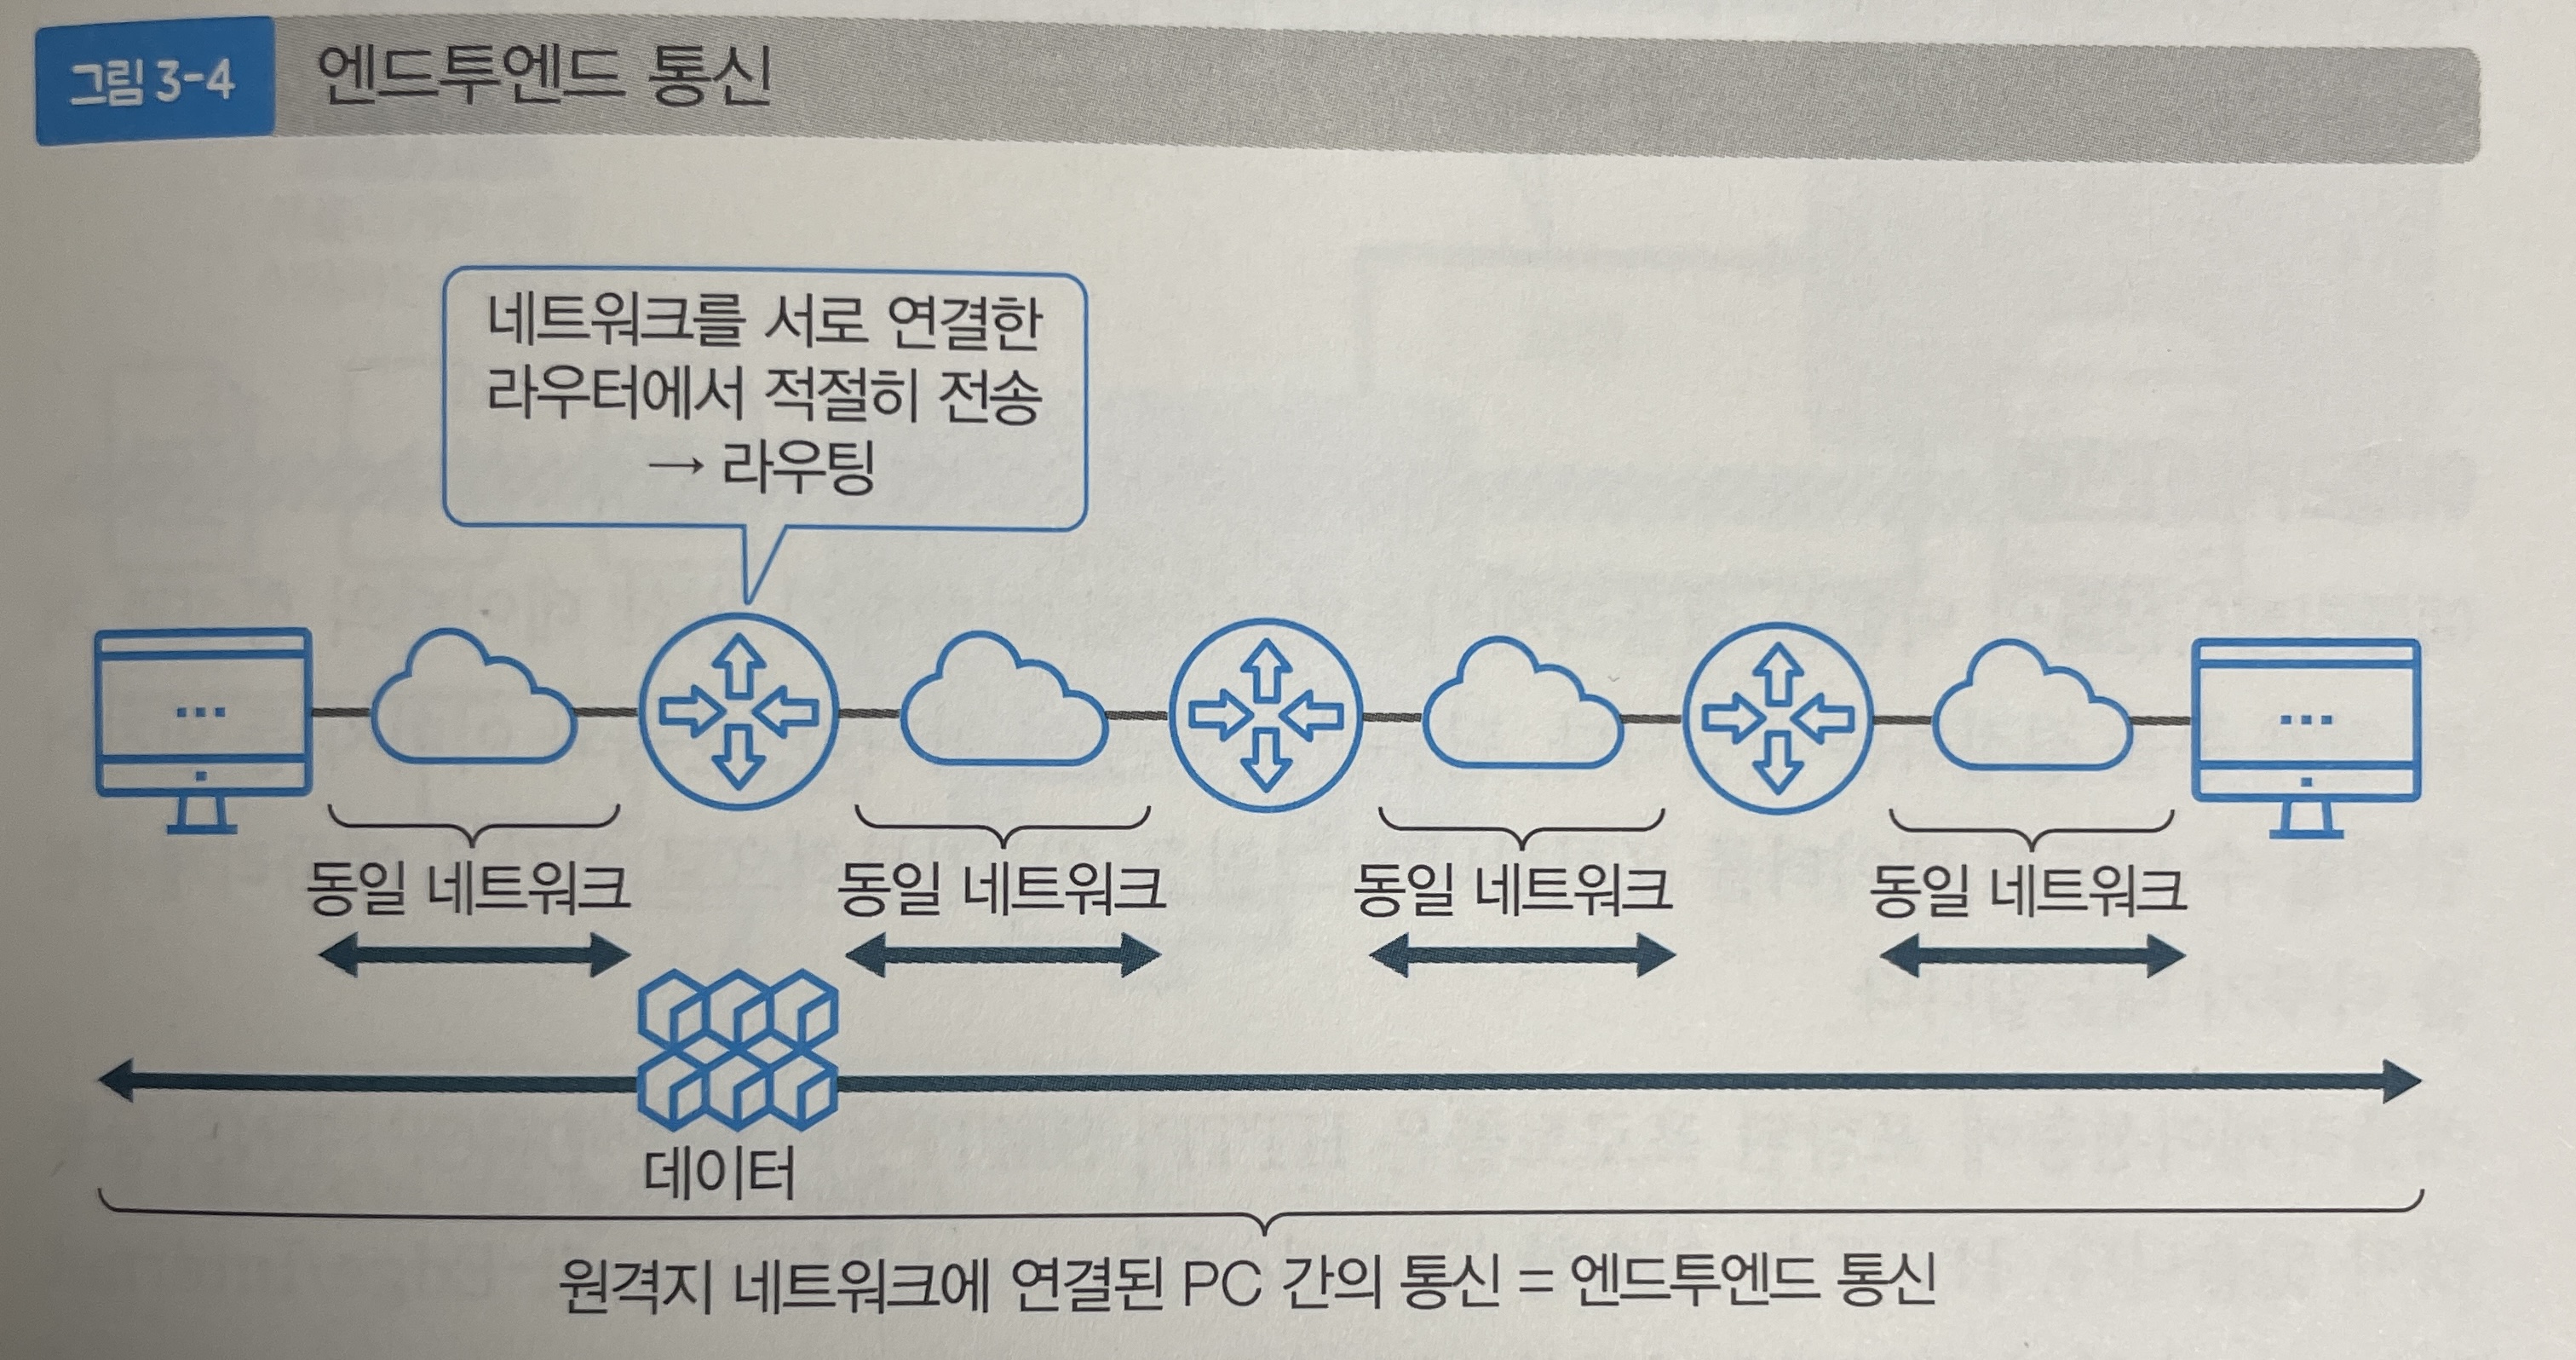 그림 3-4
엔드투엔드 통신
네트워크를 서로 연결한
라우터에서 적절히 전송
→ 라우팅
동일 네트워크
동일 네트워크
동일 네트워크
동일 네트워크
데이터
원격지 네트워크에 연결된 PC 간의 통신 = 엔드투엔드 통신